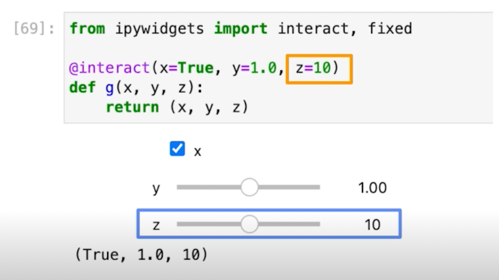 [69]: from ipywidgets import interact, fixed
@interact(x=True, y=1.0, z=10)
def g(x, y, z):
    return (x, y, z)
x
y 1.00
z 10
(True, 1.0, 10)